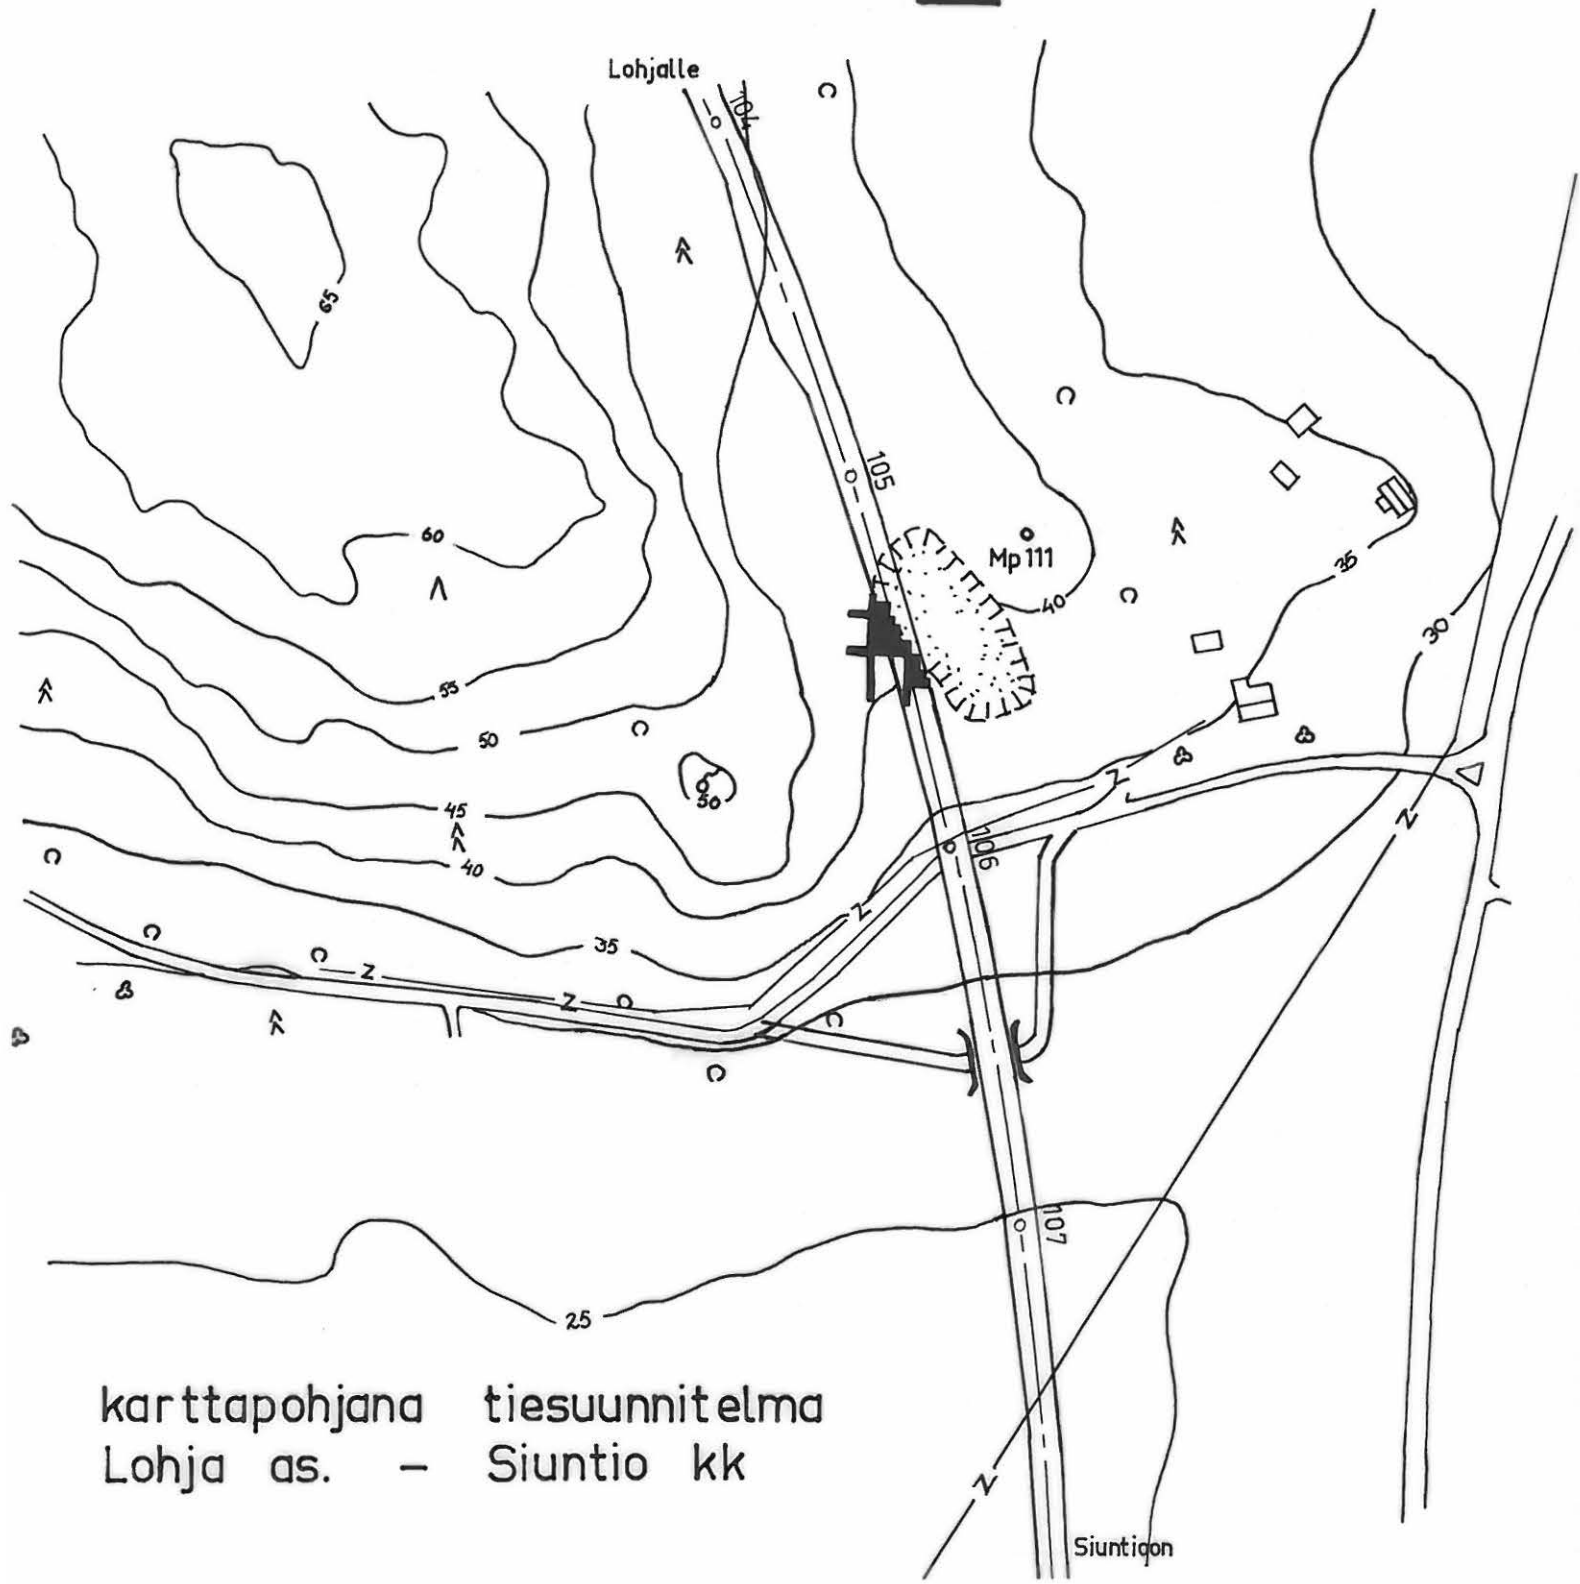 Lohjalle
104
65
105
60
Mp 111
35
40
30
55
50
Z
50
45
Z
106
40
Z
35
Z
Z
107
25
karttapohjana tiesuunnitelma
Lohja as. - Siuntio kk
Z
Siuntioon